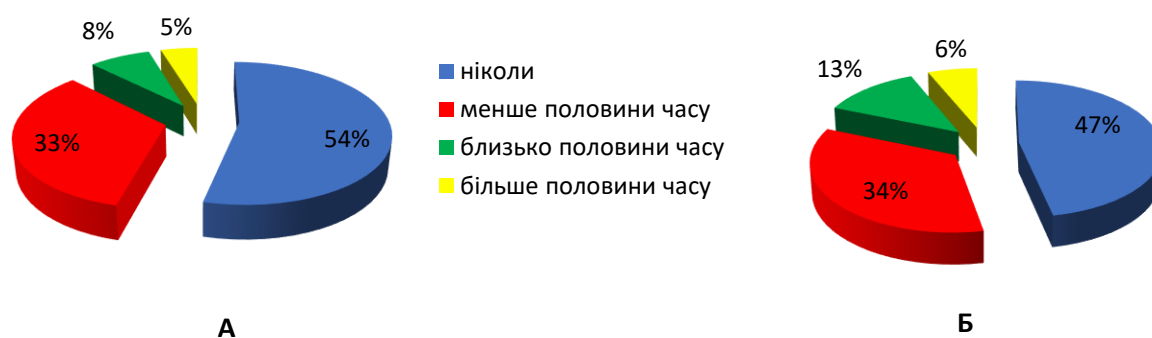 8%
5%
33%
54%
ніколи
менше половини часу
близько половини часу
більше половини часу
А
13%
6%
34%
47%
Б